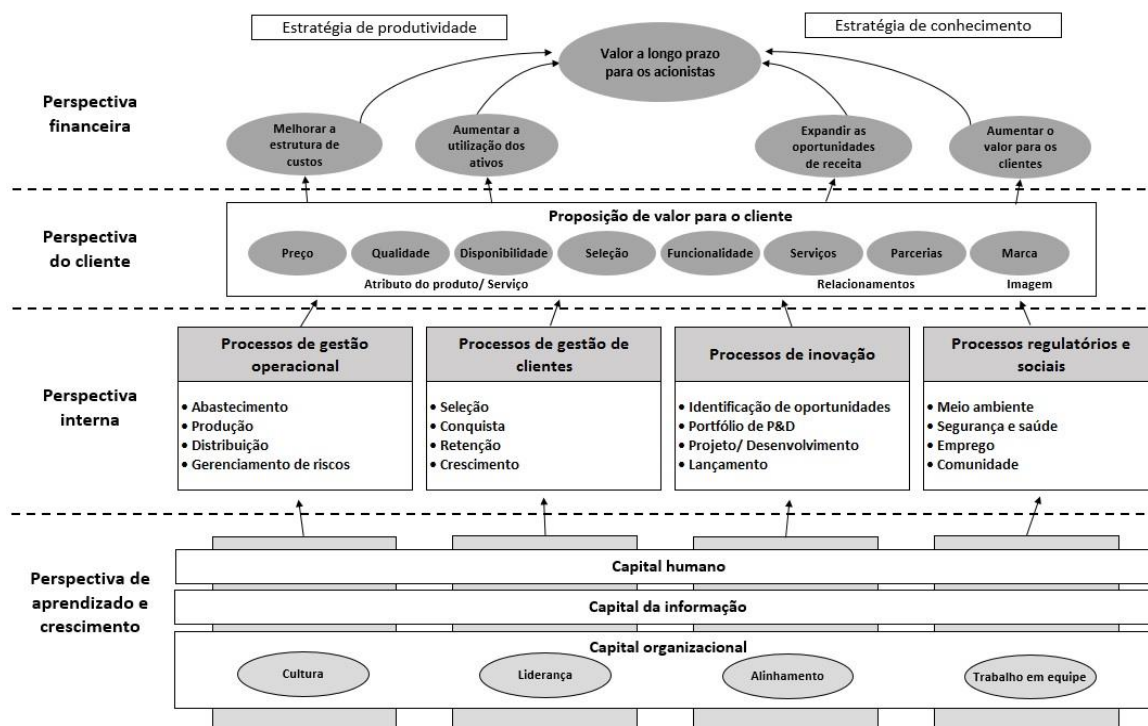 Estratégia de produtividade
Estratégia de conhecimento
Valor a longo prazo
para os acionistas
Perspectiva
financeira
Melhorar a
estrutura de
custos
Aumentar a
utilização dos
ativos
Expandir as
oportunidades
de receita
Aumentar o
valor para os
clientes
Perspectiva
do cliente
Proposição de valor para o cliente
Preço
Qualidade
Disponibilidade
Seleção
Funcionalidade
Serviços
Parcerias
Marca
Atributo do produto/ Serviço
Relacionamentos
Imagem
Perspectiva
interna
Processos de gestão
operacional
• Abastecimento
• Produção
• Distribuição
• Gerenciamento de riscos
Processos de gestão de
clientes
• Seleção
• Conquista
• Retenção
• Crescimento
Processos de inovação
• Identificação de oportunidades
• Portfólio de P&D
• Projeto/ Desenvolvimento
• Lançamento
Processos regulatórios e
sociais
• Meio ambiente
• Segurança e saúde
• Emprego
• Comunidade
Perspectiva de
aprendizado e
crescimento
Capital humano
Capital da informação
Capital organizacional
Cultura
Liderança
Alinhamento
Trabalho em equipe